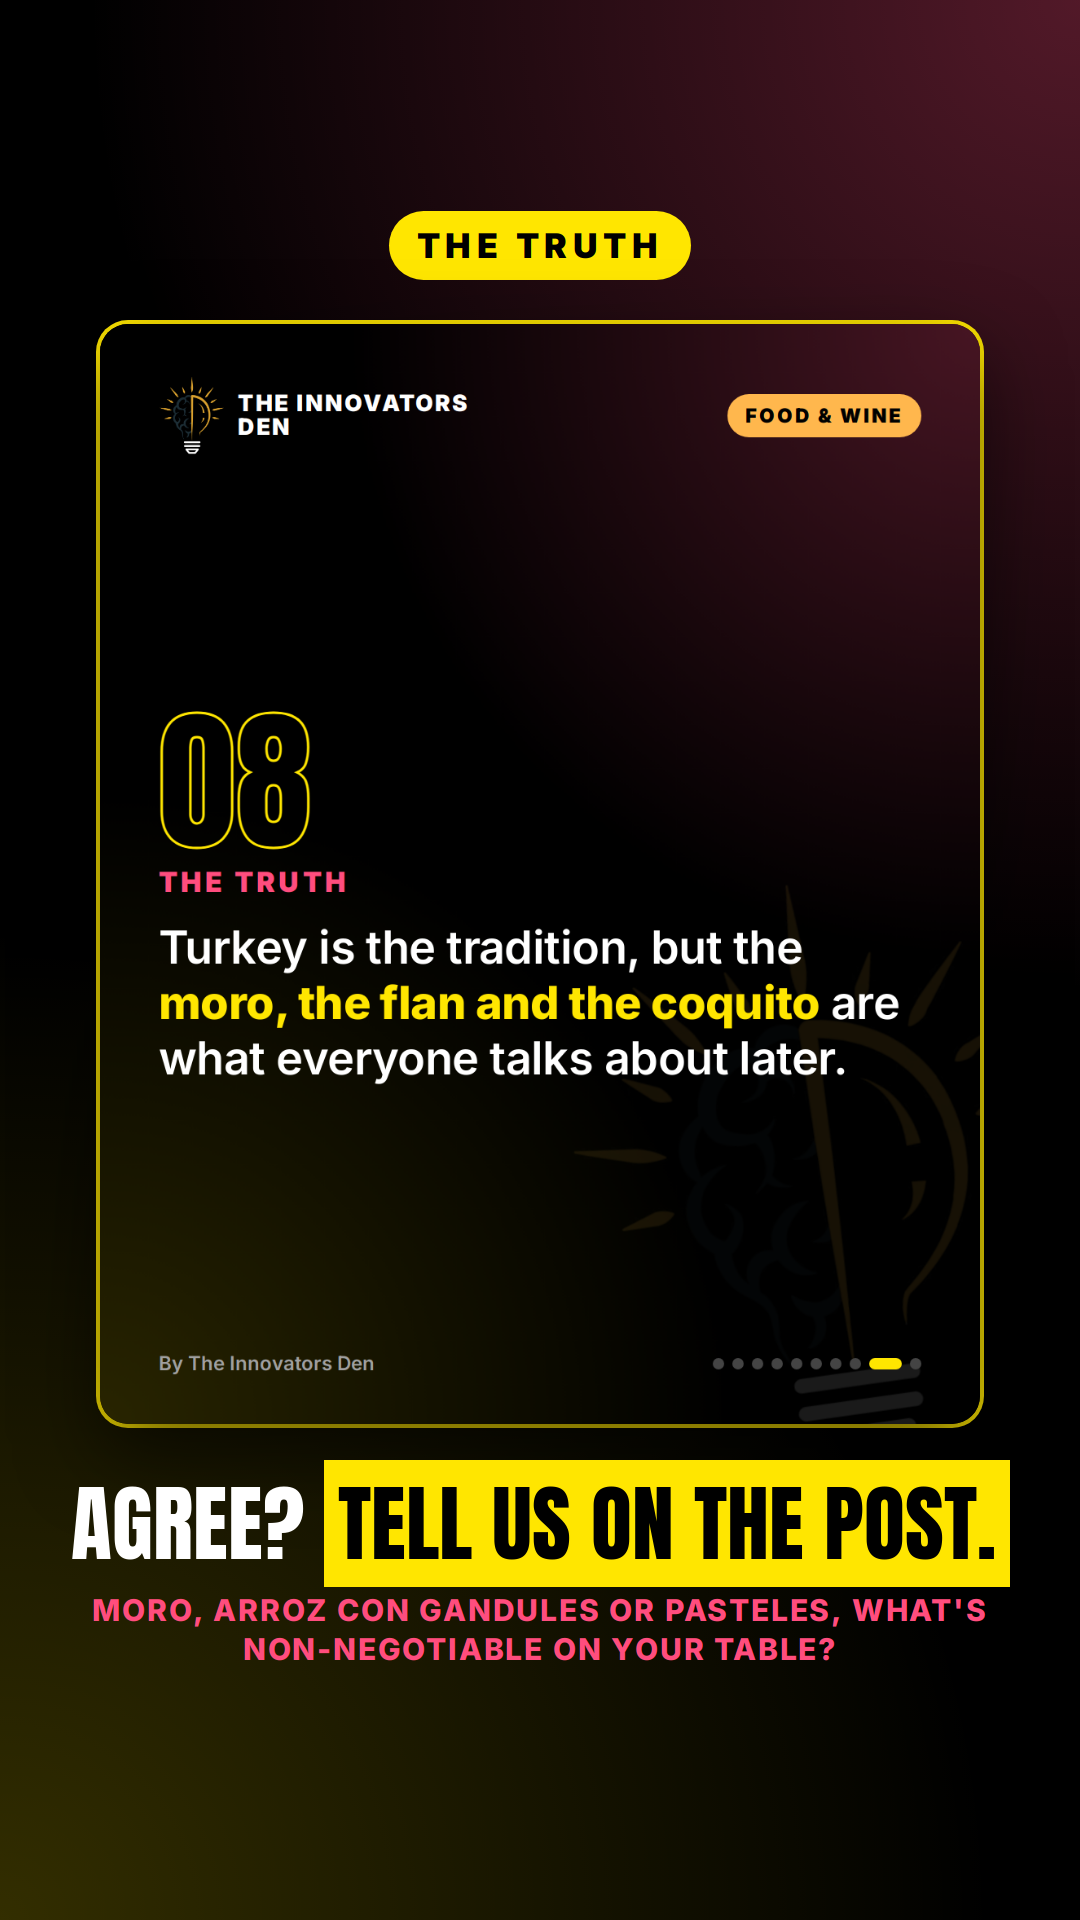 THE TRUTH
THE INNOVATORS
DEN
FOOD & WINE
08
THE TRUTH
Turkey is the tradition, but the
moro, the flan and the coquito are
what everyone talks about later.
By The Innovators Den
AGREE? TELL US ON THE POST.
MORO, ARROZ CON GANDULES OR PASTELES, WHAT'S
NON-NEGOTIABLE ON YOUR TABLE?